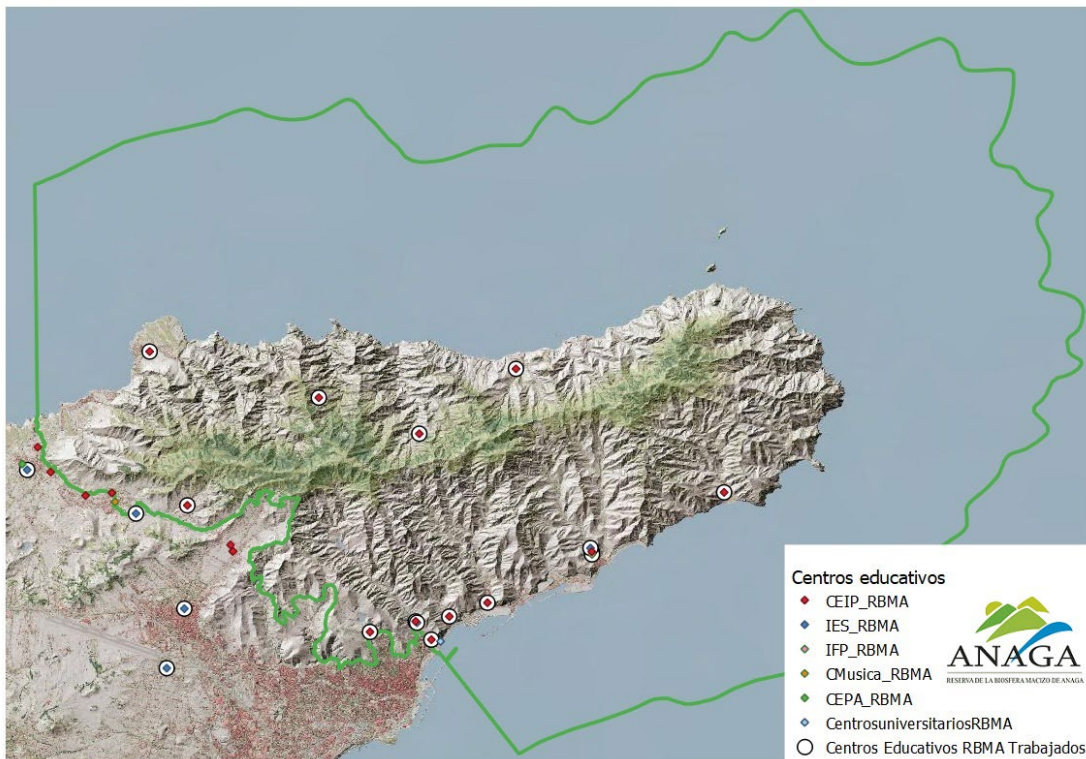 Centros educativos
CEIP_RBMA
IES_RBMA
IFP_RBMA
CMusica_RBMA
CEPA_RBMA
CentrosuniversitariosRBMA
Centros Educativos RBMA Trabajados
ANAGA
RESERVA DE LA BIOSFERA MACIZO DE ANAGA